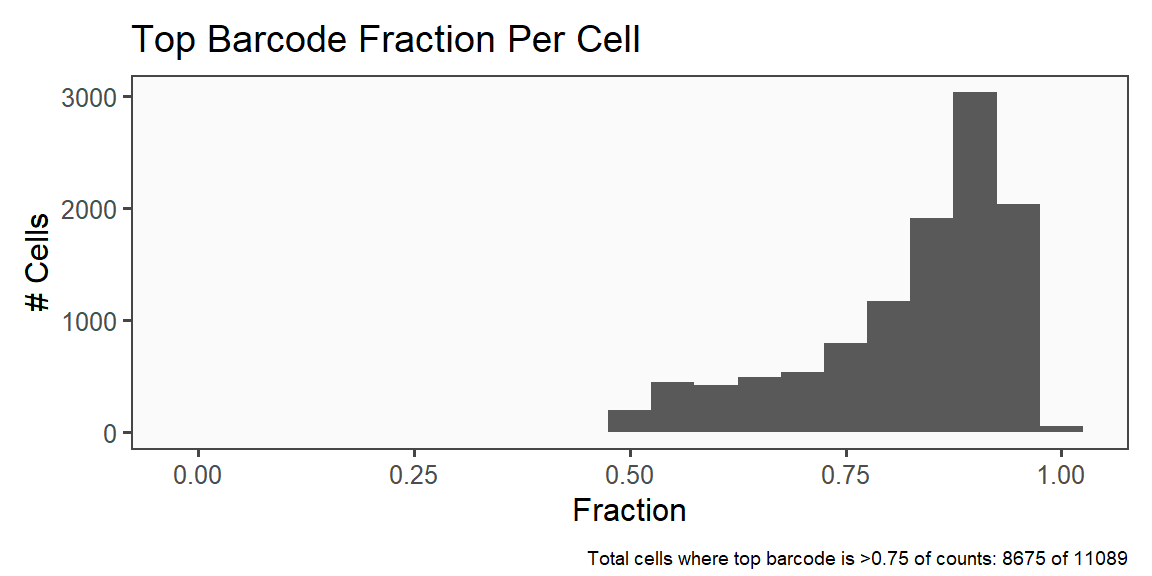 Top Barcode Fraction Per Cell
# Cells
3000
2000
1000
0
0.00 0.25 0.50 0.75 1.00
Fraction
Total cells where top barcode is >0.75 of counts: 8675 of 11089